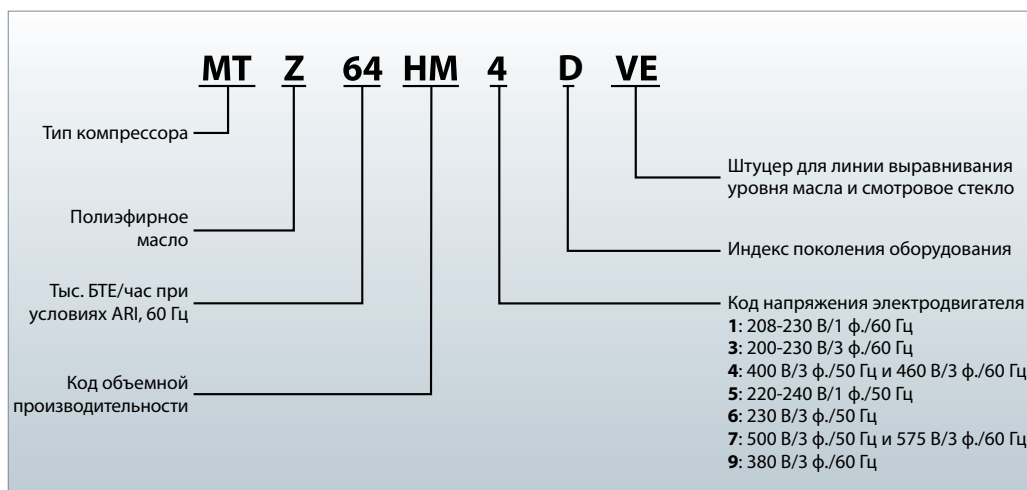 MT Z 64 HM 4 D VE
Тип компрессора
Полиэфирное
масло
Тыс. БТЕ/час при
условиях ARI, 60 Гц
Код объемной
производительности
Штуцер для линии выравнивания
уровня масла и смотровое стекло
Индекс поколения оборудования
Код напряжения электродвигателя
1: 208-230 В/1 ф./60 Гц
3: 200-230 В/3 ф./60 Гц
4: 400 В/3 ф./50 Гц и 460 В/3 ф./60 Гц
5: 220-240 В/1 ф./50 Гц
6: 230 В/3 ф./50 Гц
7: 500 В/3 ф./50 Гц и 575 В/3 ф./60 Гц
9: 380 В/3 ф./60 Гц